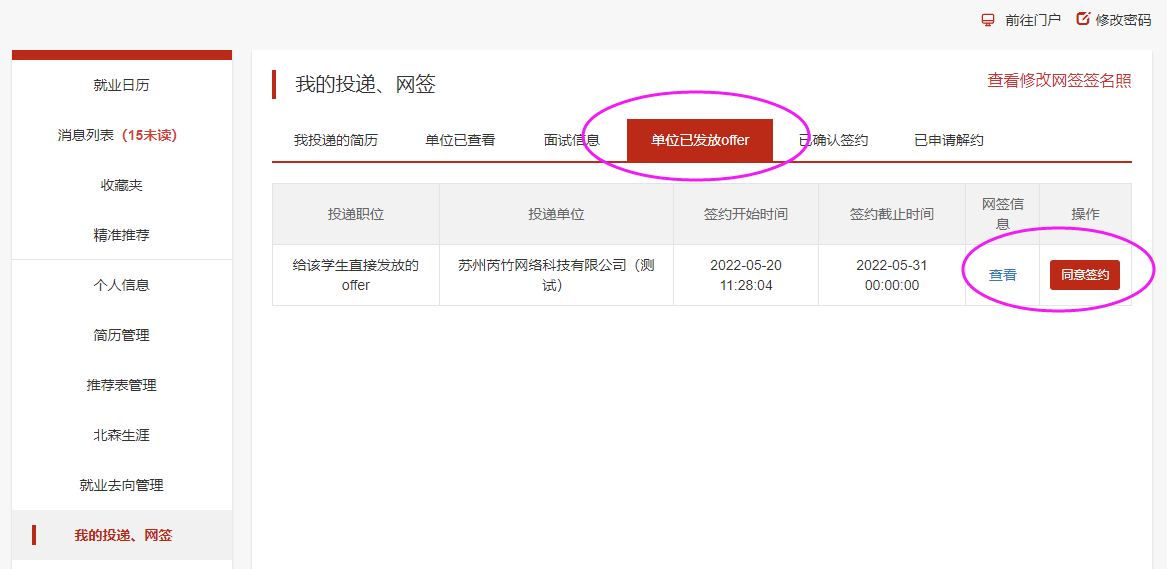 前往门户 修改密码
就业日历
消息列表（15未读）
收藏夹
精准推荐
个人信息
简历管理
推荐表管理
北森生涯
就业去向管理
我的投递、网签
我的投递、网签
查看修改网签签名照
我投递的简历 单位已查看 面试信息 单位已发放offer 已确认签约 已申请解约
投递职位 投递单位 签约开始时间 签约截止时间 网签信
息 操作
给该学生直接发放的
offer
苏州芮竹网络科技有限公司（测
试）
2022-05-20
11:28:04
2022-05-31
00:00:00
查看
同意签约